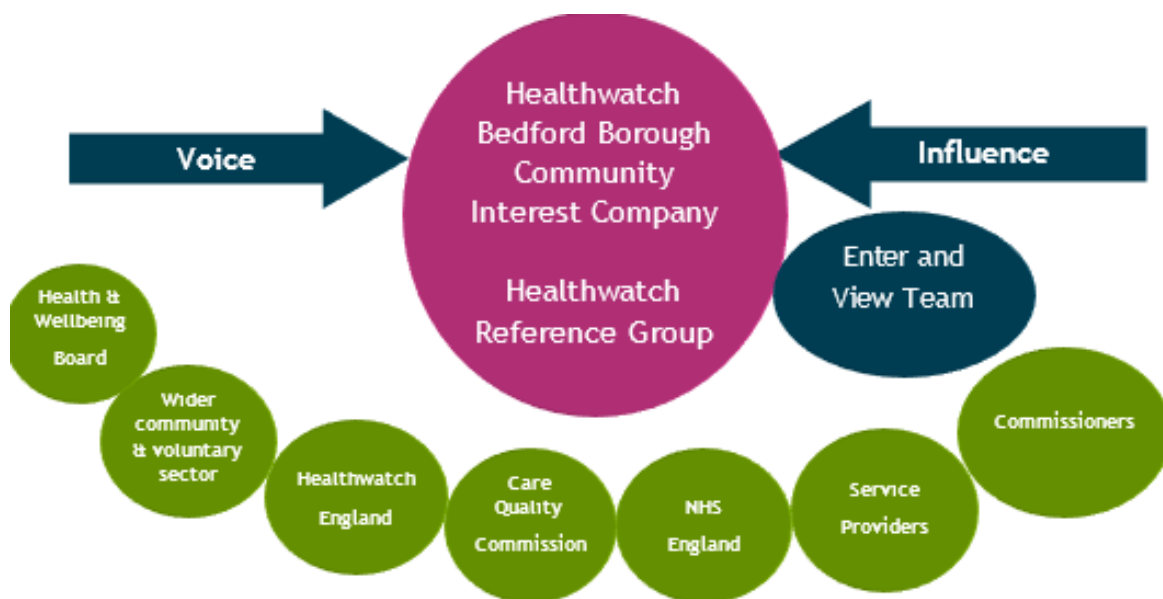 Healthwatch
Bedford Borough
Community
Interest Company
Healthwatch
Reference Group
Voice
Influence
Enter and
View Team
Health &
Wellbeing
Board
Wider
community
& voluntary
sector
Healthwatch
England
Care
Quality
Commission
NHS
England
Service
Providers
Commissioners